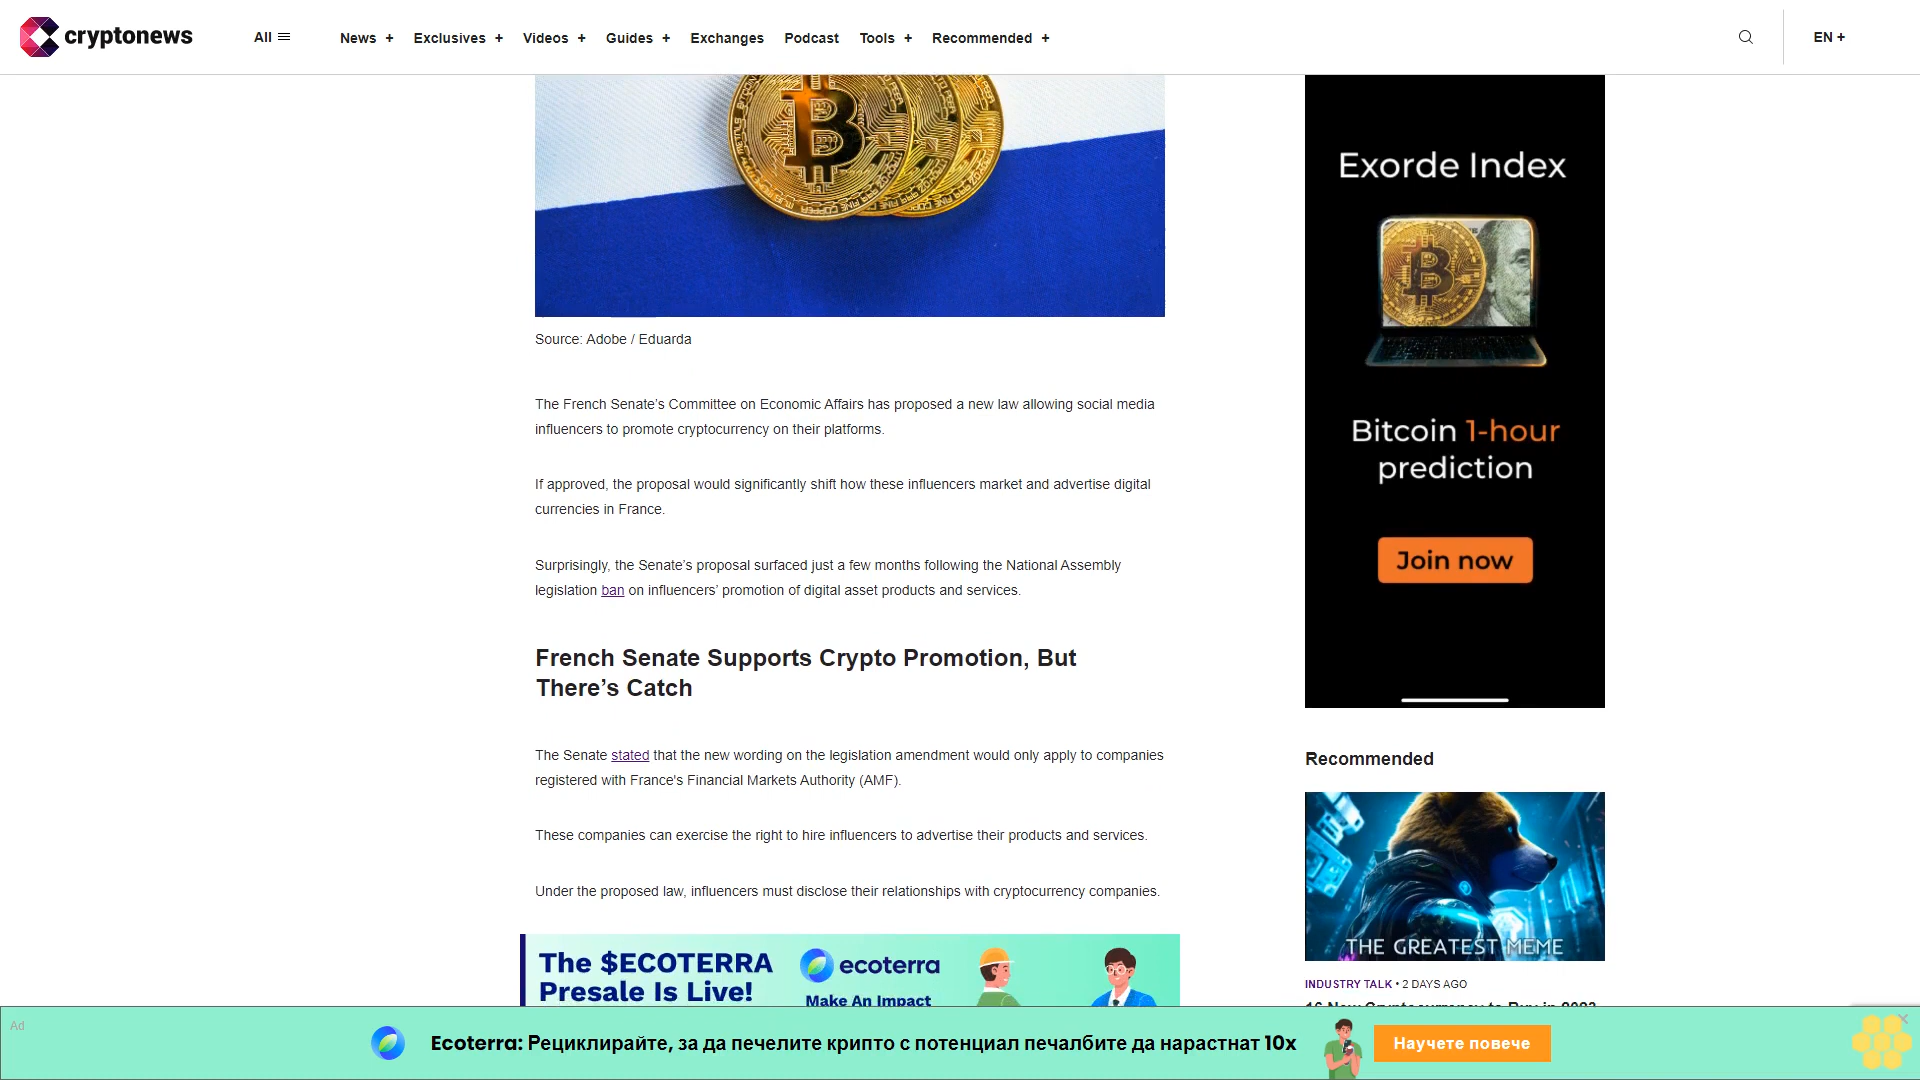 cryptonews
All
News +
Exclusives +
Videos +
Guides +
Exchanges
Podcast
Tools +
Recommended +
EN +
Source: Adobe / Eduarda
The French Senate’s Committee on Economic Affairs has proposed a new law allowing social media
influencers to promote cryptocurrency on their platforms.
If approved, the proposal would significantly shift how these influencers market and advertise digital
currencies in France.
Surprisingly, the Senate’s proposal surfaced just a few months following the National Assembly
legislation ban on influencers’ promotion of digital asset products and services.
French Senate Supports Crypto Promotion, But
There’s Catch
The Senate stated that the new wording on the legislation amendment would only apply to companies
registered with France's Financial Markets Authority (AMF).
These companies can exercise the right to hire influencers to advertise their products and services.
Under the proposed law, influencers must disclose their relationships with cryptocurrency companies.
The $ECOTERRA
Presale Is Live!
ecoterra
Make An Impact
Exorde Index
Bitcoin 1-hour
prediction
Join now
Recommended
THE GREATEST MEME
INDUSTRY TALK • 2 DAYS AGO
16 New Cryptocurrency to Buy in 2023
Ad
Ecoterra: Рециклирайте, за да печелите крипто с потенциал печалбите да нарастнат 10x
Научете повече